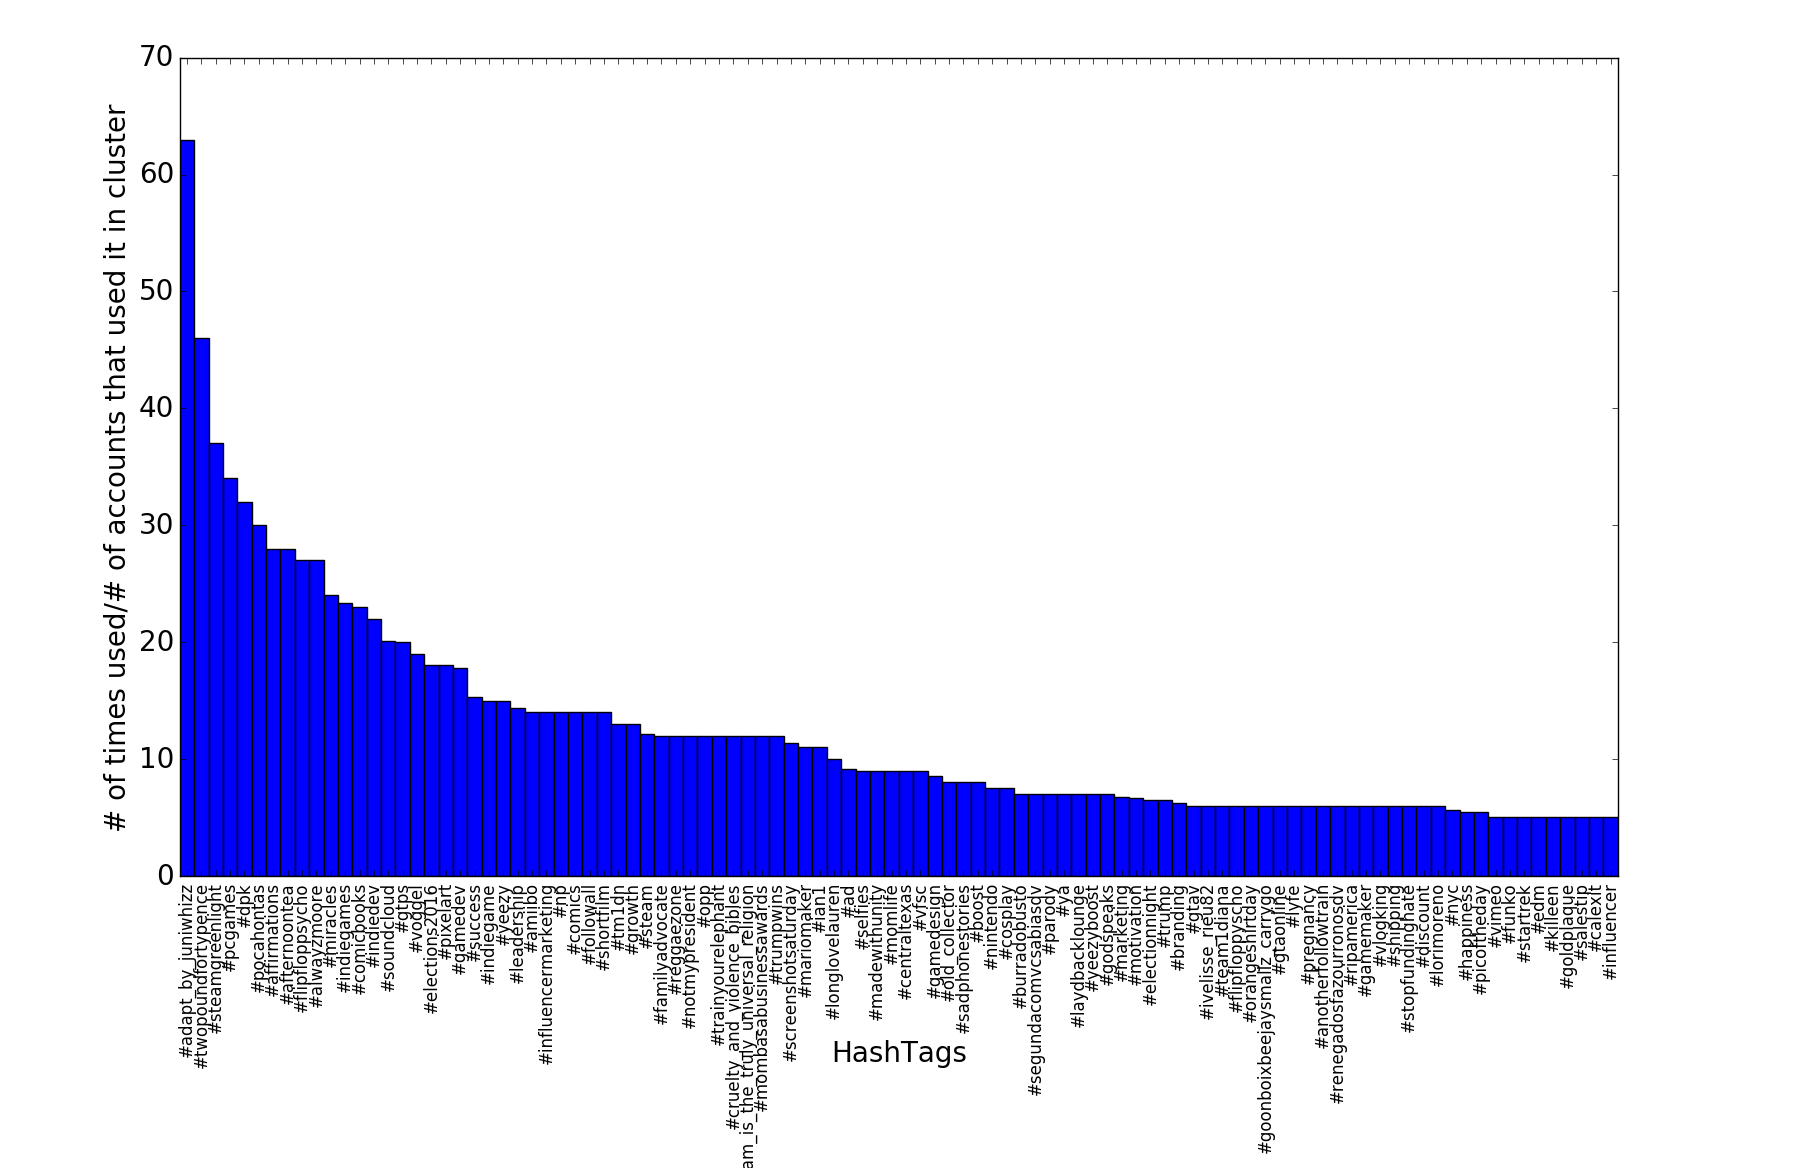 # of times used/# of accounts that used it in cluster
70
60
50
40
30
20
10
0
#adapt_by_juniwhizz
#twopoundfortypence
#steamgreenlight
#pcgames
#dpk
#pocahontas
#affirmations
#afternoontea
#flipfloppsycho
#alwayzmoore
#miracles
#indiegames
#comicbooks
#indiedev
#soundcloud
#gtps
#voggel
#elections2016
#pixelart
#gamedev
#success
#indiegame
#yeezy
#leadership
#amiibo
#influencermarketing
#np
#comics
#followall
#shortfilm
#tm1dn
#growth
#steam
#familyadvocate
#reggaezone
#notmypresident
#opp
#trainyourelephant
#cruelty_and_violence_bibles
am_is_the_truly_universal_religion
#mombasabusinessawards
#trumpwins
#screenshotsaturday
#mariomaker
#ian1
#longlovelauren
#ad
#selfies
#madewithunity
#momlife
#centraltexas
#vfsc
#gamedesign
#old_collector
#sadphonestories
#boost
#nintendo
#cosplay
#burradobusto
#segundacomvcsabiasdv
#parody
#ya
#laydbacklounge
#yeezyboost
#godspeaks
#marketing
#motivation
#electionnight
#trump
#branding
#gtav
#ivelisse_rieu82
#team1diana
#flipfloppyscho
#orangeshirtday
#goonboixbeejaysmallz_carrygo
#gtaonline
#lyfe
#pregnancy
#anotherfollowtrain
#renegadosfazourronosdv
#ripamerica
#gamemaker
#vlogking
#shipping
#stopfundinghate
#discount
#lorimoreno
#nyc
#happiness
#picoftheday
#vimeo
#funko
#startrek
#edm
#killeen
#goldplaque
#salestip
#calexit
#influencer
HashTags